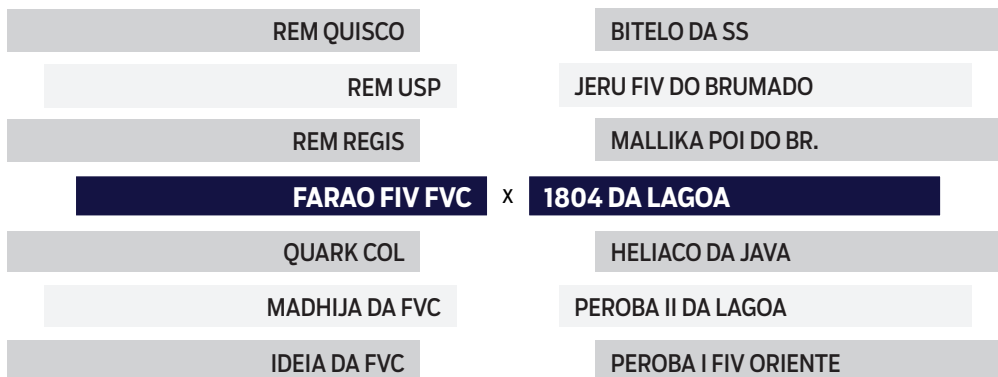 REM QUISCO BITELO DA SS
REM USP JERU FIV DO BRUMADO
REM REGIS MALLIKA POI DO BR.
FARAO FIV FVC X 1804 DA LAGOA
QUARK COL HELIACO DA JAVA
MADHIJA DA FVC PEROBA II DA LAGOA
IDEIA DA FVC PEROBA I FIV ORIENTE